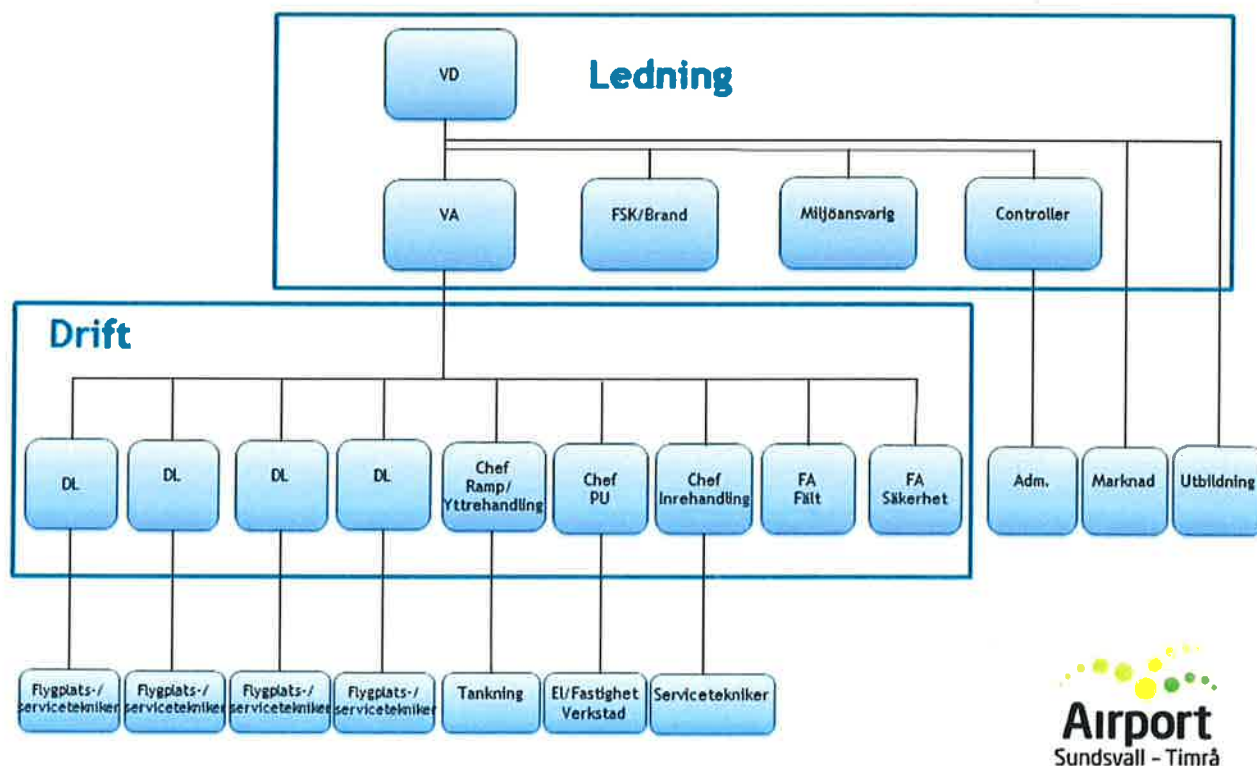 VD
Ledning
VA
FSK/Brand
Miljöansvarig
Controller
Drift
DL
DL
DL
DL
Chef
Ramp/
Yttrehandling
Chef
PU
Chef
Inrehandling
FA
Fält
FA
Säkerhet
Adm.
Marknad
Utbildning
Flygplats-/
servicetekniker
Flygplats-/
servicetekniker
Flygplats-/
servicetekniker
Flygplats-/
servicetekniker
Tankning
El/Fastighet
Verkstad
Servicetekniker
Airport
Sundsvall – Timrå